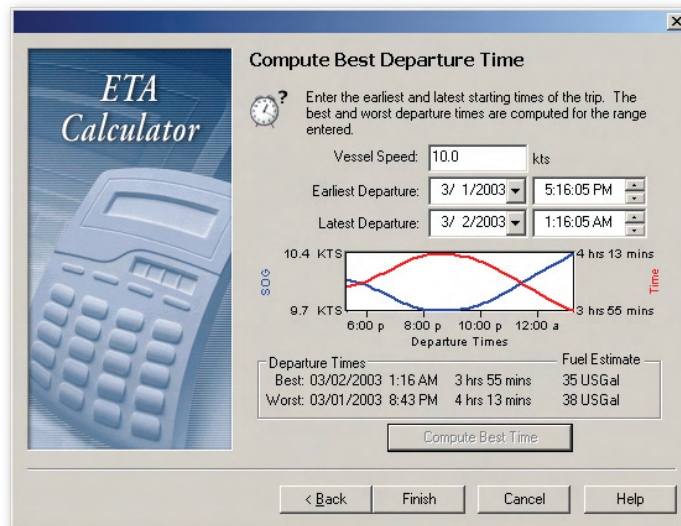 ETA
Calculator
Compute Best Departure Time
?
Enter the earliest and latest starting times of the trip. The
best and worst departure times are computed for the range
entered.
Vessel Speed: 10.0 kts
Earliest Departure: 3/ 1/2003 5:16:05 PM
Latest Departure: 3/ 2/2003 1:16:05 AM
10.4 KTS 4 hrs 13 mins
SOG Time
9.7 KTS 3 hrs 55 mins
6:00 p 8:00 p 10:00 p 12:00 a
Departure Times
Departure Times Fuel Estimate
Best: 03/02/2003 1:16 AM 3 hrs 55 mins 35 USGal
Worst: 03/01/2003 8:43 PM 4 hrs 13 mins 38 USGal
Compute Best Time
< Back Finish Cancel Help